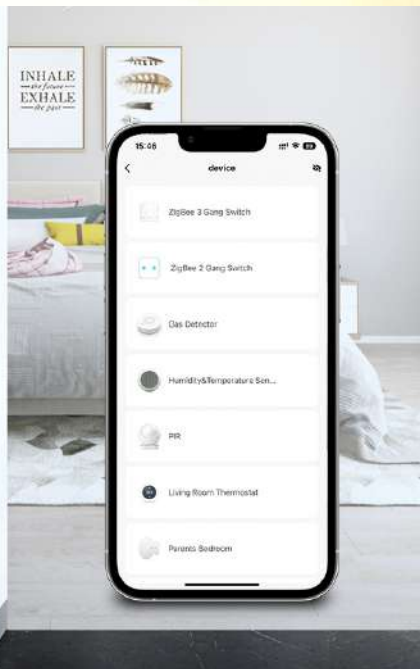 INHALE
the future
EXHALE
the past
15:46
device
ZigBee 3 Gang Switch
ZigBee 2 Gang Switch
Gas Detector
Humidity&Temperature Sen...
PIR
Living Room Thermostat
Parents Bedroom